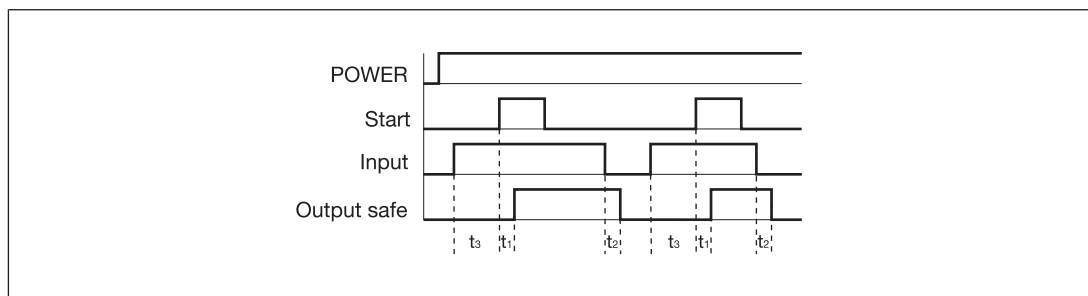 POWER
Start
Input
Output safe
t₃ t₁ t₂ t₃ t₁ t₂